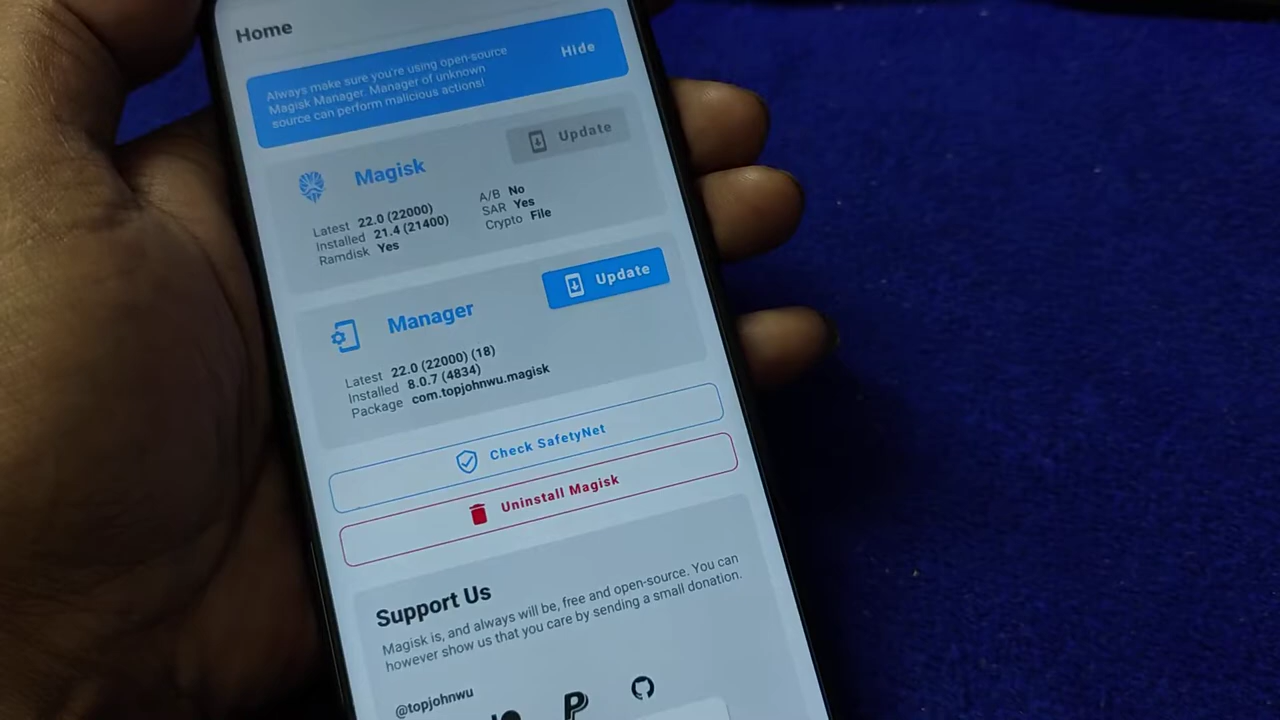 Home
Always make sure you're using open-source
Magisk Manager. Manager of unknown
source can perform malicious actions!
Hide
Magisk
Update
Latest 22.0 (22000)
Installed 21.4 (21400)
Ramdisk Yes
A/B No
SAR Yes
Crypto File
Manager
Update
Latest 22.0 (22000) (18)
Installed 8.0.7 (4834)
Package com.topjohnwu.magisk
Check SafetyNet
Uninstall Magisk
Support Us
Magisk is, and always will be, free and open-source. You can
however show us that you care by sending a small donation.
@topjohnwu